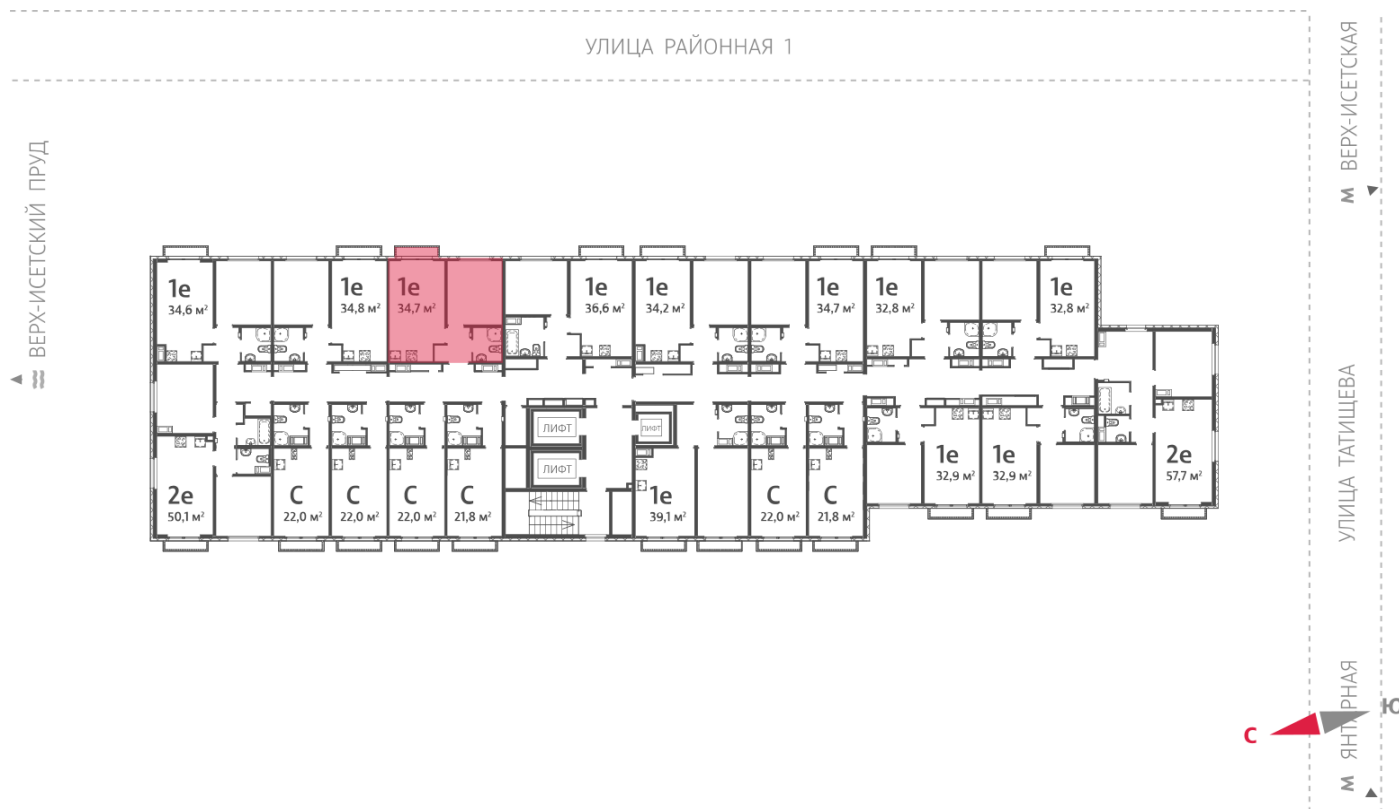 УЛИЦА РАЙОННАЯ 1
ВЕРХ-ИСЕТСКАЯ
М
ВЕРХ-ИСЕТСКИЙ ПРУД
1е
34,6 м²
1е
34,8 м²
1е
34,7 м²
1е
36,6 м²
1е
34,2 м²
1е
34,7 м²
1е
32,8 м²
1е
32,8 м²
ЛИФТ
ЛИФТ
ЛИФТ
2е
50,1 м²
С
22,0 м²
С
22,0 м²
С
22,0 м²
С
21,8 м²
1е
39,1 м²
С
22,0 м²
С
21,8 м²
1е
32,9 м²
1е
32,9 м²
2е
57,7 м²
УЛИЦА ТАТИЩЕВА
ЯНТАРНАЯ
М
С
Ю